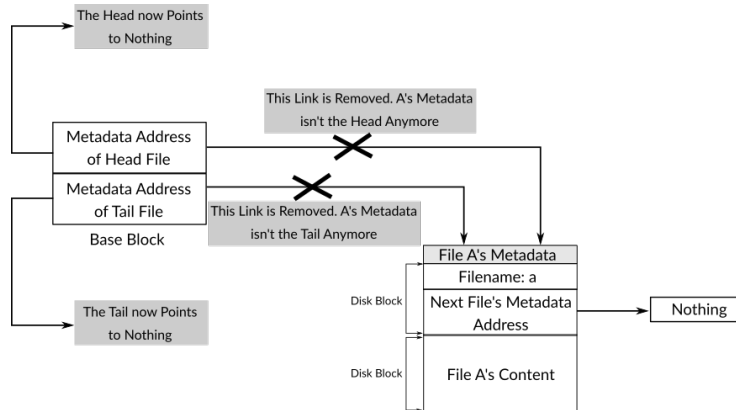 The Head now Points
to Nothing
This Link is Removed. A's Metadata
isn't the Head Anymore
Metadata Address
of Head File
Metadata Address
of Tail File
Base Block
This Link is Removed. A's Metadata
isn't the Tail Anymore
File A's Metadata
Filename: a
Disk Block
Next File's Metadata
Address
Nothing
The Tail now Points
to Nothing
Disk Block
File A's Content